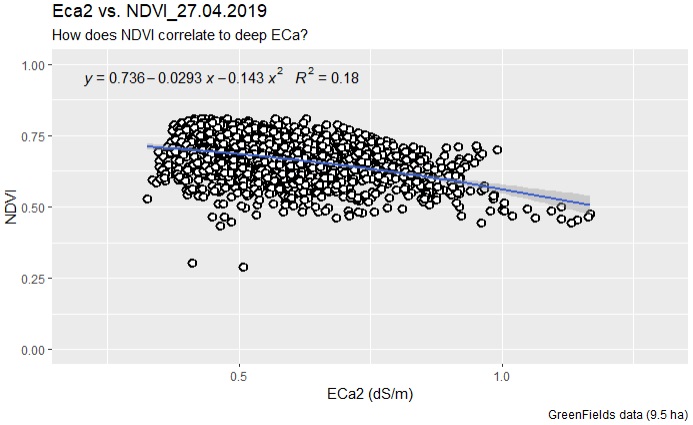 Eca2 vs. NDVI_27.04.2019
How does NDVI correlate to deep ECa?
1.00
y = 0.736 – 0.0293 x – 0.143 x² R² = 0.18
0.75
NDVI
0.50
0.25
0.00
0.5 1.0
ECa2 (dS/m)
GreenFields data (9.5 ha)